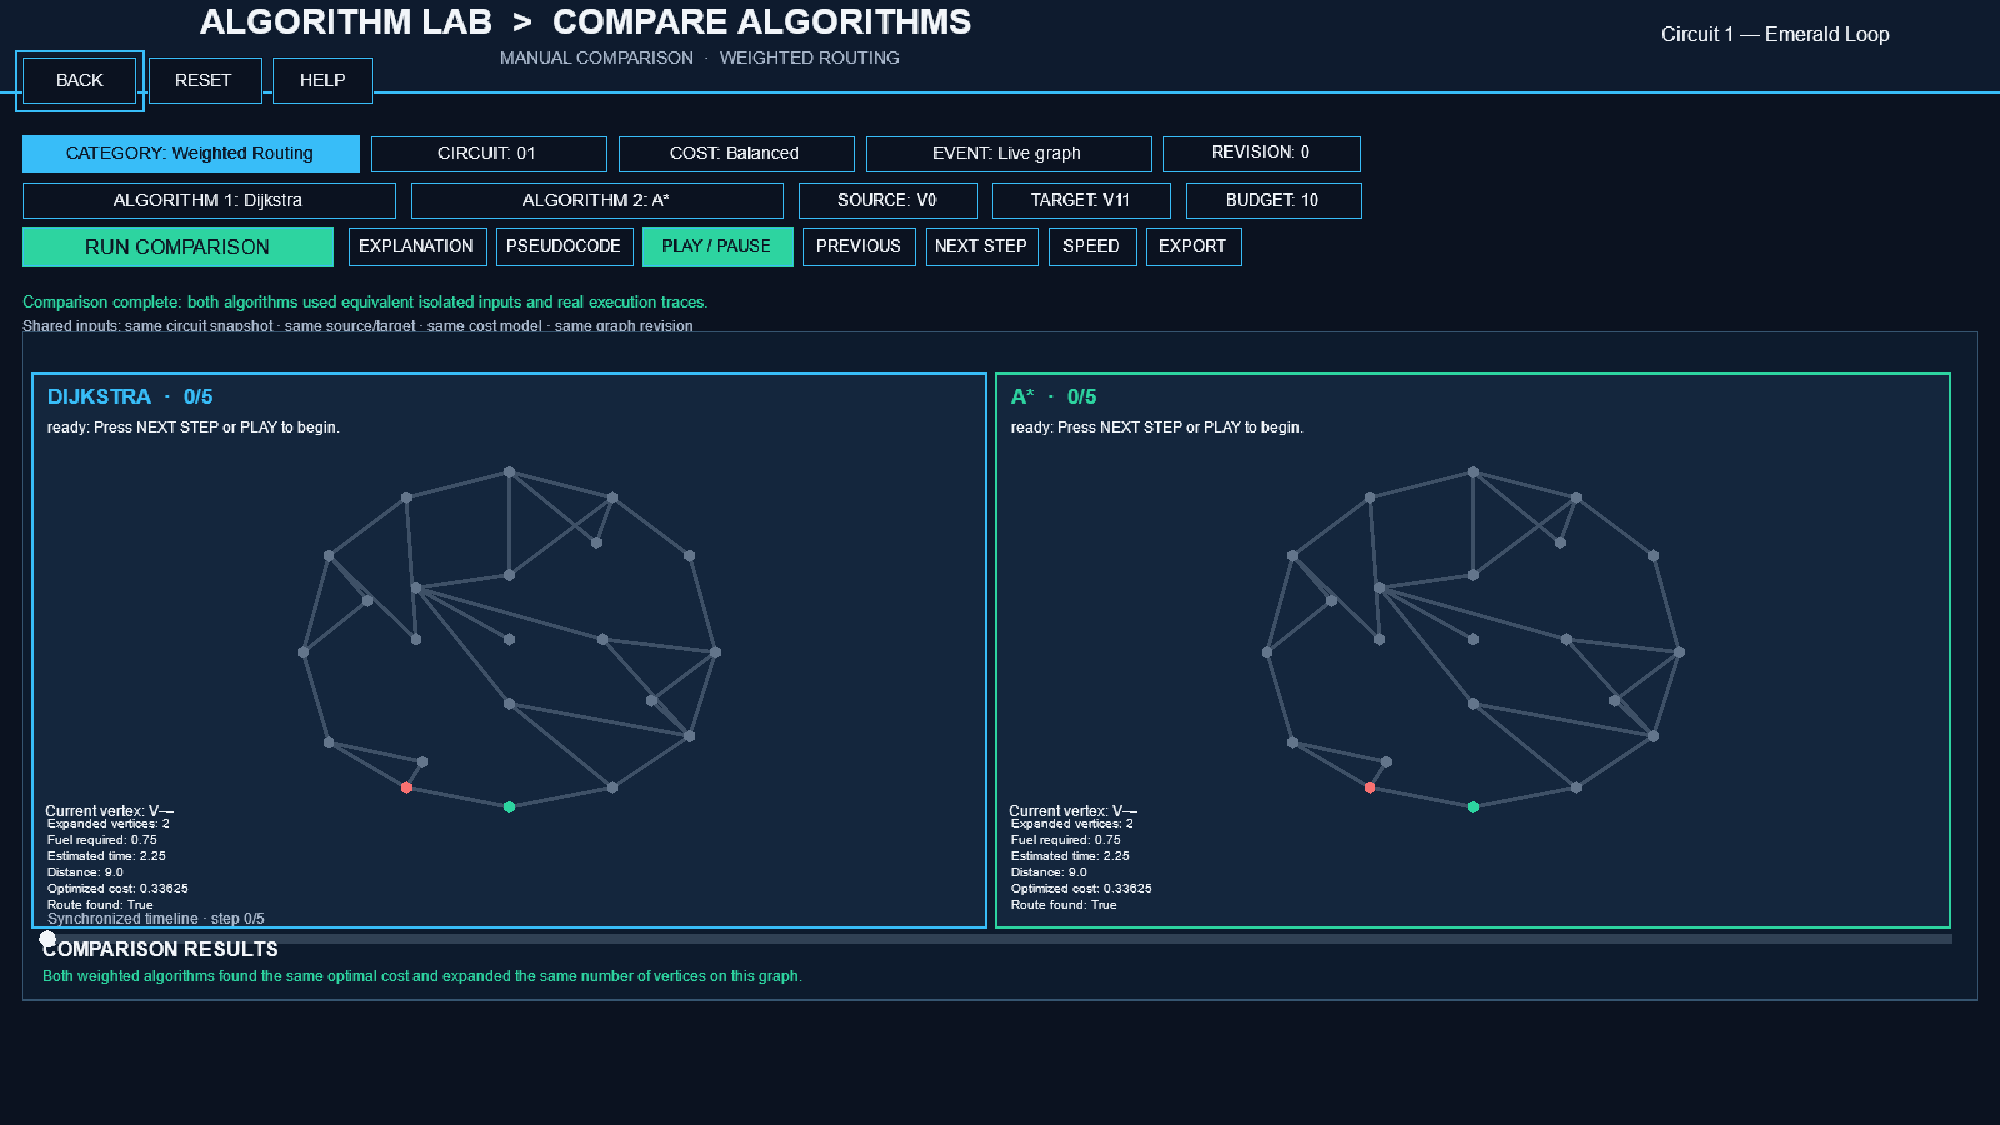 ALGORITHM LAB > COMPARE ALGORITHMS
Circuit 1 — Emerald Loop
MANUAL COMPARISON · WEIGHTED ROUTING
BACK RESET HELP
CATEGORY: Weighted Routing CIRCUIT: 01 COST: Balanced EVENT: Live graph REVISION: 0
ALGORITHM 1: Dijkstra ALGORITHM 2: A* SOURCE: V0 TARGET: V11 BUDGET: 10
RUN COMPARISON EXPLANATION PSEUDOCODE PLAY / PAUSE PREVIOUS NEXT STEP SPEED EXPORT
Comparison complete: both algorithms used equivalent isolated inputs and real execution traces.
Shared inputs: same circuit snapshot · same source/target · same cost model · same graph revision
DIJKSTRA · 0/5
ready: Press NEXT STEP or PLAY to begin.
Current vertex: V—
Expanded vertices: 2
Fuel required: 0.75
Estimated time: 2.25
Distance: 9.0
Optimized cost: 0.33625
Route found: True
Synchronized timeline · step 0/5
A* · 0/5
ready: Press NEXT STEP or PLAY to begin.
Current vertex: V—
Expanded vertices: 2
Fuel required: 0.75
Estimated time: 2.25
Distance: 9.0
Optimized cost: 0.33625
Route found: True
COMPARISON RESULTS
Both weighted algorithms found the same optimal cost and expanded the same number of vertices on this graph.